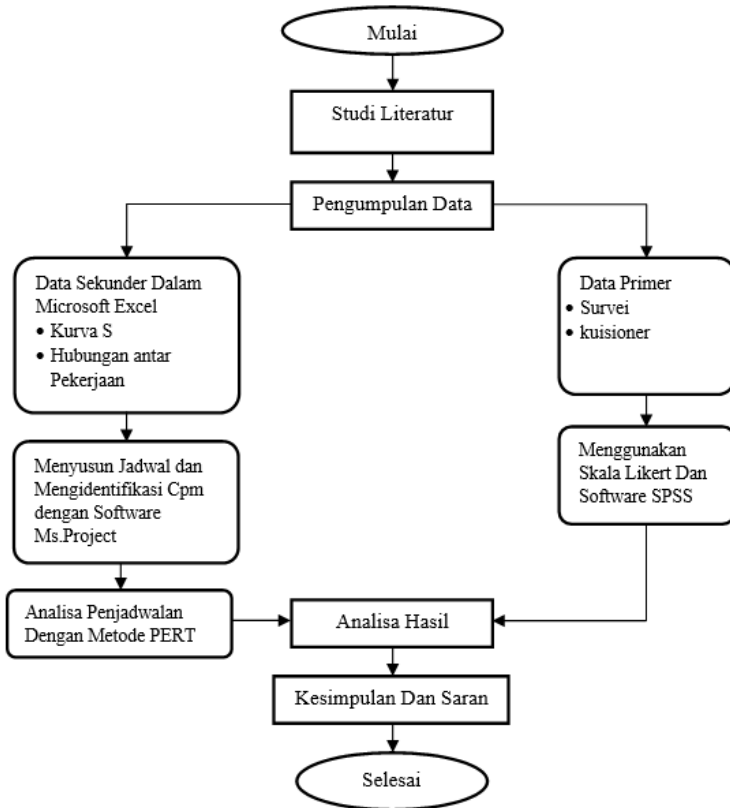 Mulai
Studi Literatur
Pengumpulan Data
Data Sekunder Dalam
Microsoft Excel
• Kurva S
• Hubungan antar
Pekerjaan
Menyusun Jadwal dan
Mengidentifikasi Cpm
dengan Software
Ms.Project
Analisa Penjadwalan
Dengan Metode PERT
Data Primer
• Survei
• kuisioner
Menggunakan
Skala Likert Dan
Software SPSS
Analisa Hasil
Kesimpulan Dan Saran
Selesai